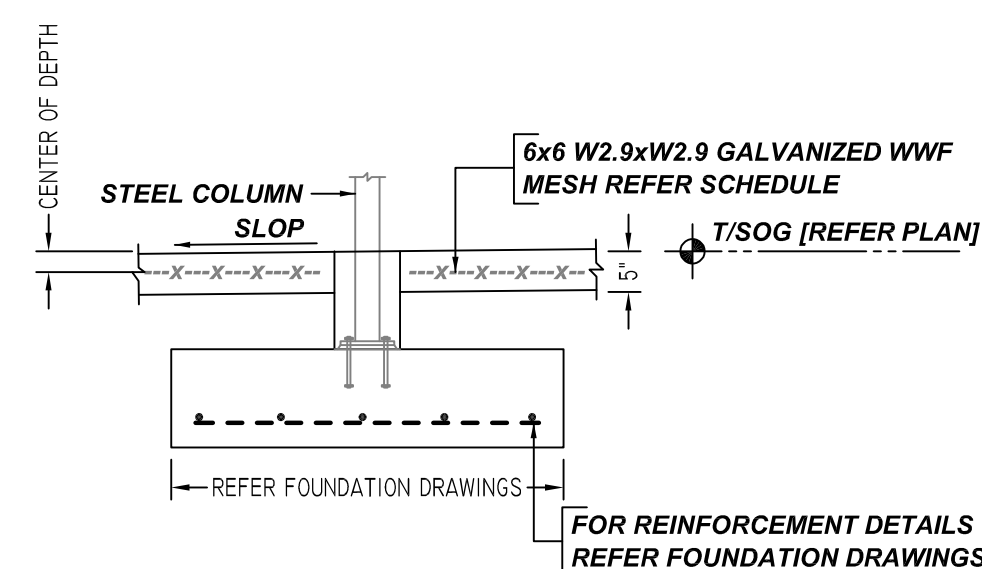 CENTER OF DEPTH
6x6 W2.9xW2.9 GALVANIZED WWF
MESH REFER SCHEDULE
STEEL COLUMN
SLOP
T/SOG [REFER PLAN]
---X---X---X---X---
---X---X---X---X---
5"
REFER FOUNDATION DRAWINGS
FOR REINFORCEMENT DETAILS
REFER FOUNDATION DRAWINGS